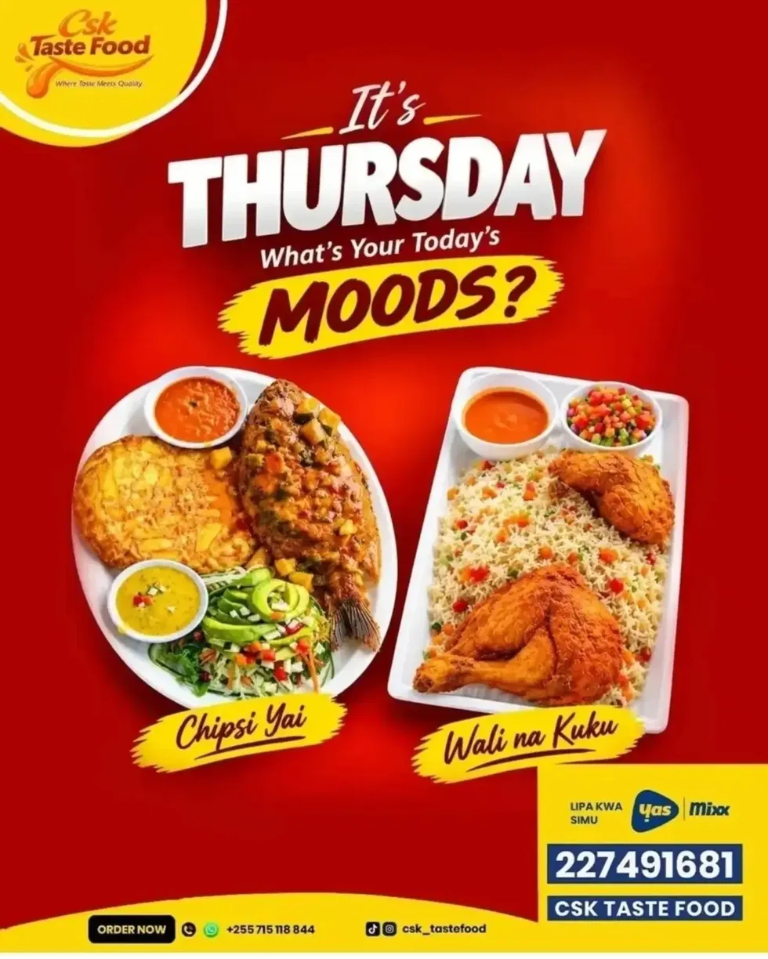 Csk
Taste Food
Where Taste Meets Quality
It's
THURSDAY
What's Your Today's
MOODS?
Chipsi Yai
Wali na Kuku
LIPA KWA
SIMU
yas
Mixx
227491681
CSK TASTE FOOD
ORDER NOW
+255 715 118 844
csk_tastefood